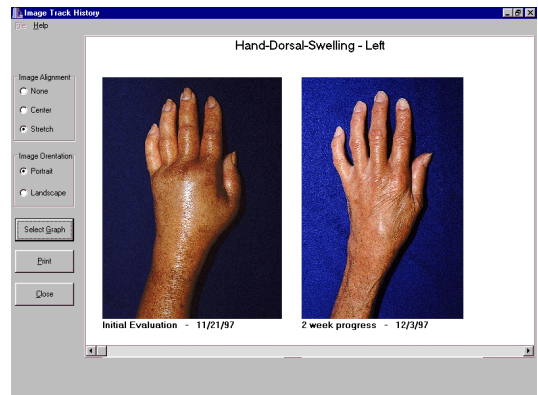 Image Track History
File Help
Hand-Dorsal-Swelling - Left
Image Alignment
None
Center
Stretch
Image Orentation
Portrait
Landscape
Select Graph
Print
Close
Initial Evaluation - 11/21/97
2 week progress - 12/3/97